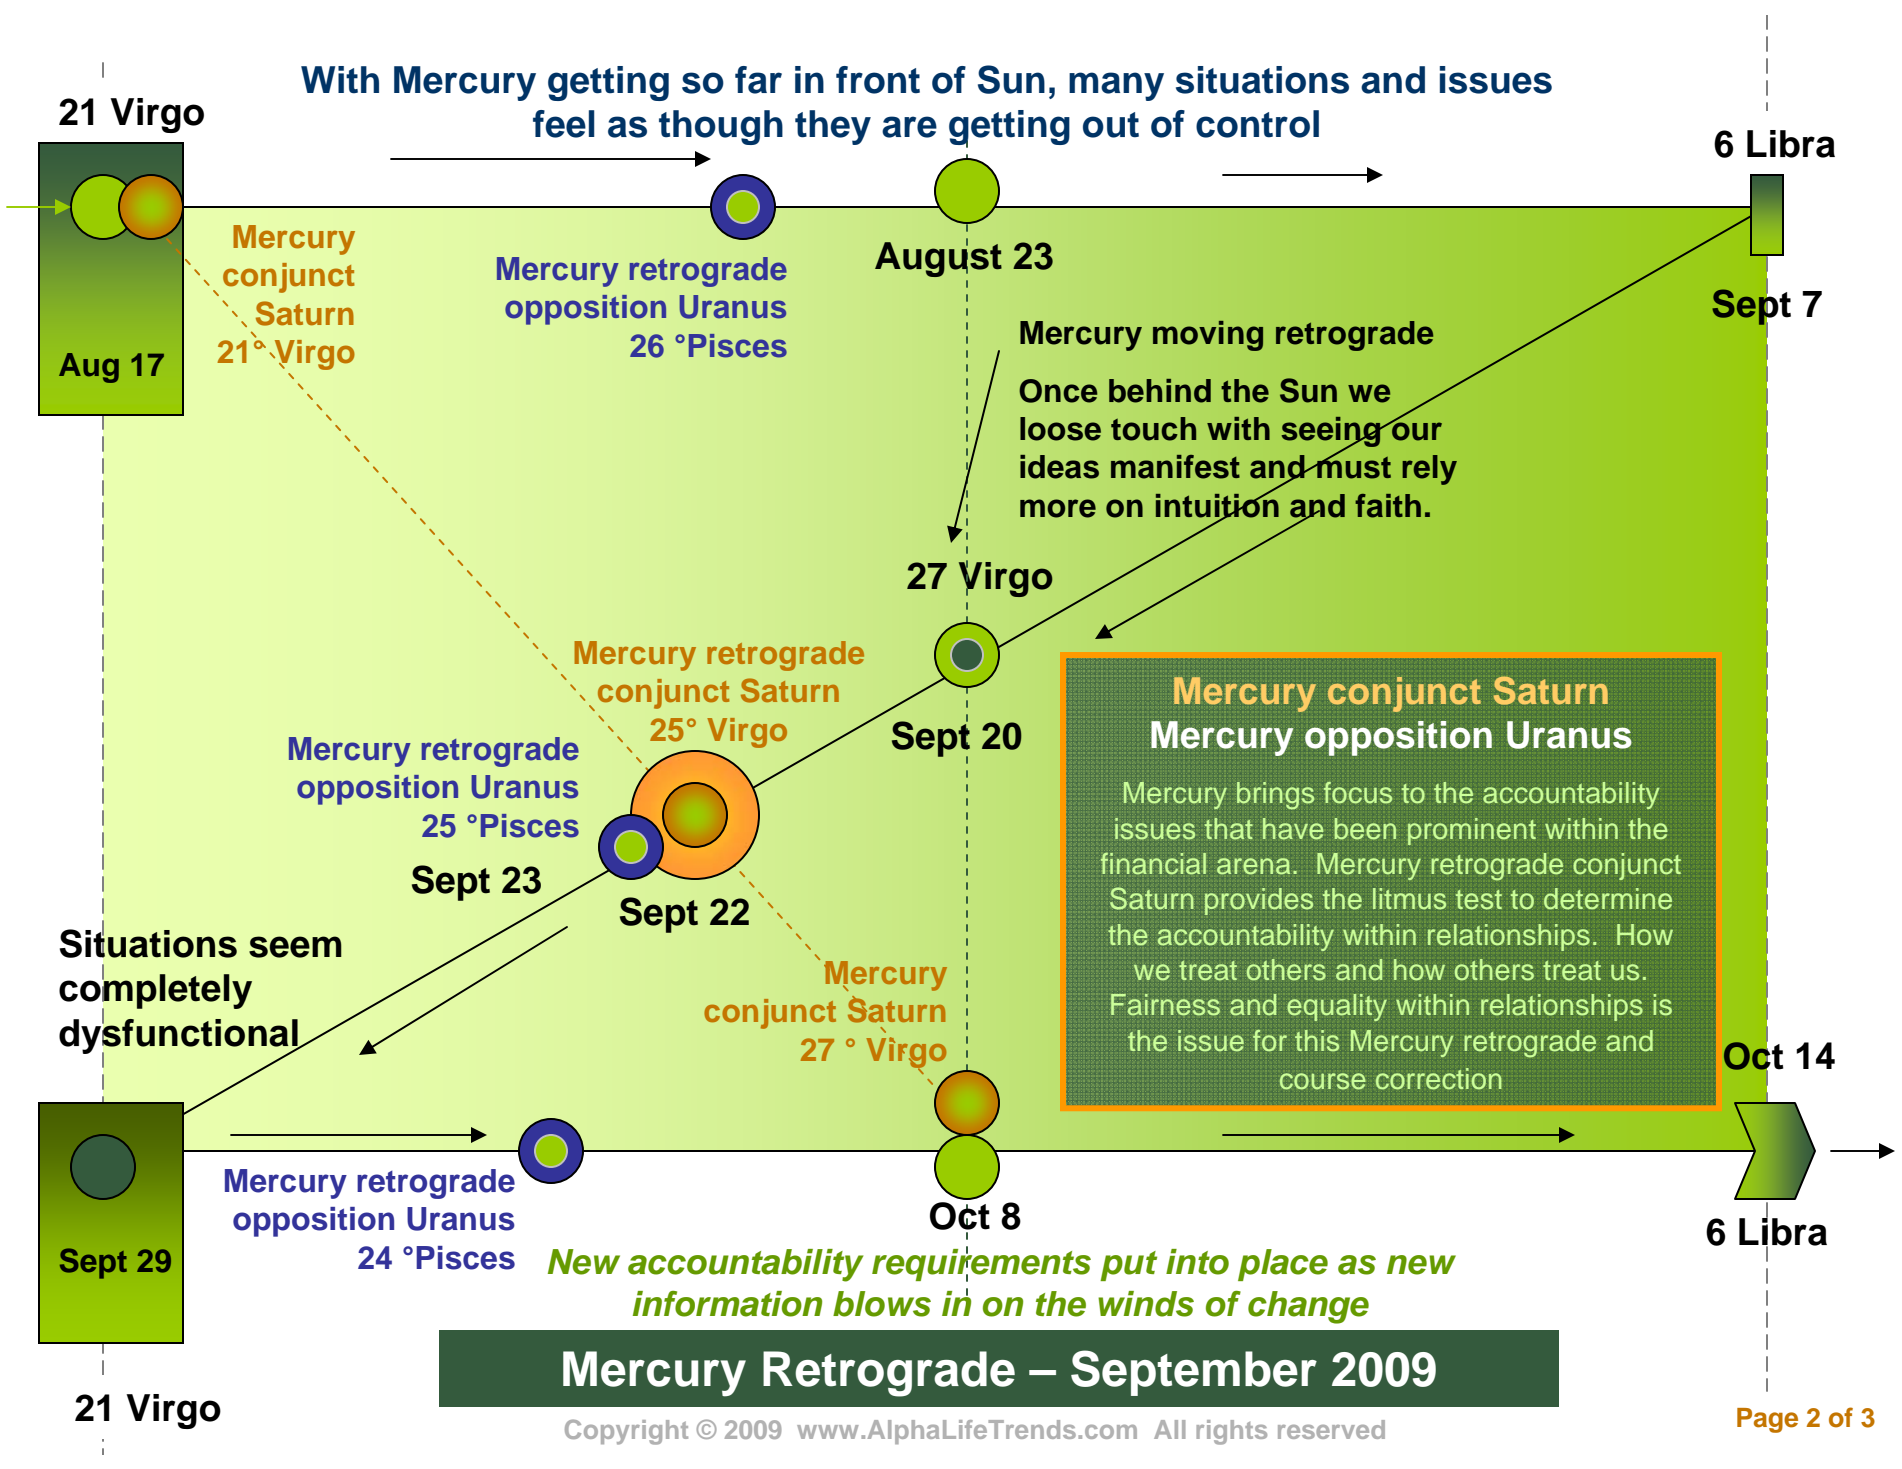 With Mercury getting so far in front of Sun, many situations and issues
feel as though they are getting out of control
21 Virgo
6 Libra
Aug 17
Mercury
conjunct
Saturn
21° Virgo
Mercury retrograde
opposition Uranus
26 °Pisces
August 23
Sept 7
Mercury moving retrograde
Once behind the Sun we
loose touch with seeing our
ideas manifest and must rely
more on intuition and faith.
27 Virgo
Sept 20
Mercury retrograde
conjunct Saturn
25° Virgo
Mercury retrograde
opposition Uranus
25 °Pisces
Sept 23
Sept 22
Mercury conjunct Saturn
Mercury opposition Uranus
Mercury brings focus to the accountability
issues that have been prominent within the
financial arena.  Mercury retrograde conjunct
Saturn provides the litmus test to determine
the accountability within relationships.  How
we treat others and how others treat us.
Fairness and equality within relationships is
the issue for this Mercury retrograde and
course correction
Situations seem
completely
dysfunctional
Mercury
conjunct Saturn
27 ° Virgo
Oct 14
Sept 29
Mercury retrograde
opposition Uranus
24 °Pisces
Oct 8
6 Libra
New accountability requirements put into place as new
information blows in on the winds of change
Mercury Retrograde – September 2009
21 Virgo
Copyright © 2009  www.AlphaLifeTrends.com  All rights reserved
Page 2 of 3